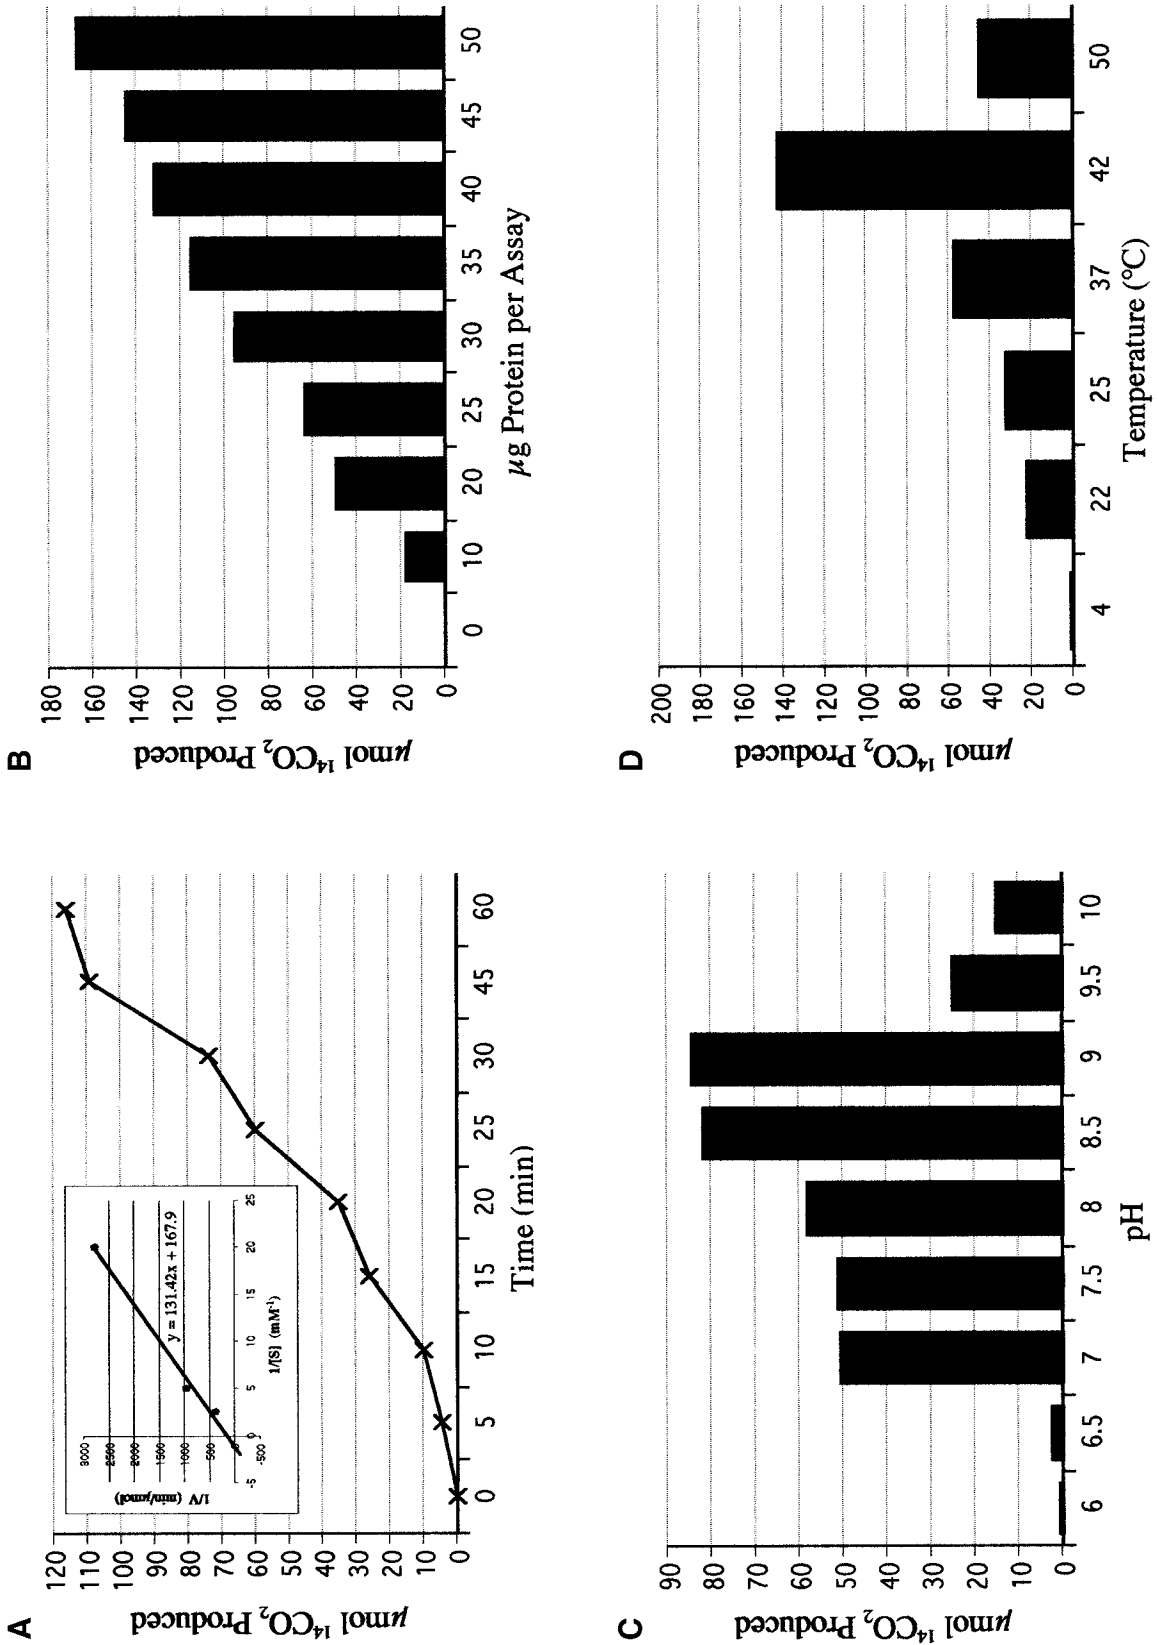 A
120
110
100
90
80
70
60
50
40
30
20
10
0
μmol ¹⁴CO₂ Produced
0 5 10 15 20 25 30 45 60
Time (min)
3000
2500
2000
1500
1000
500
0
-500
1/V (min/μmol)
-5 0 5 10 15 20 25
1/[S] (mM⁻¹)
y = 131.42x + 167.9
B
180
160
140
120
100
80
60
40
20
0
μmol ¹⁴CO₂ Produced
0 10 20 25 30 35 40 45 50
μg Protein per Assay
C
90
80
70
60
50
40
30
20
10
0
μmol ¹⁴CO₂ Produced
6 6.5 7 7.5 8 8.5 9 9.5 10
pH
D
200
180
160
140
120
100
80
60
40
20
0
μmol ¹⁴CO₂ Produced
4 22 25 37 42 50
Temperature (°C)